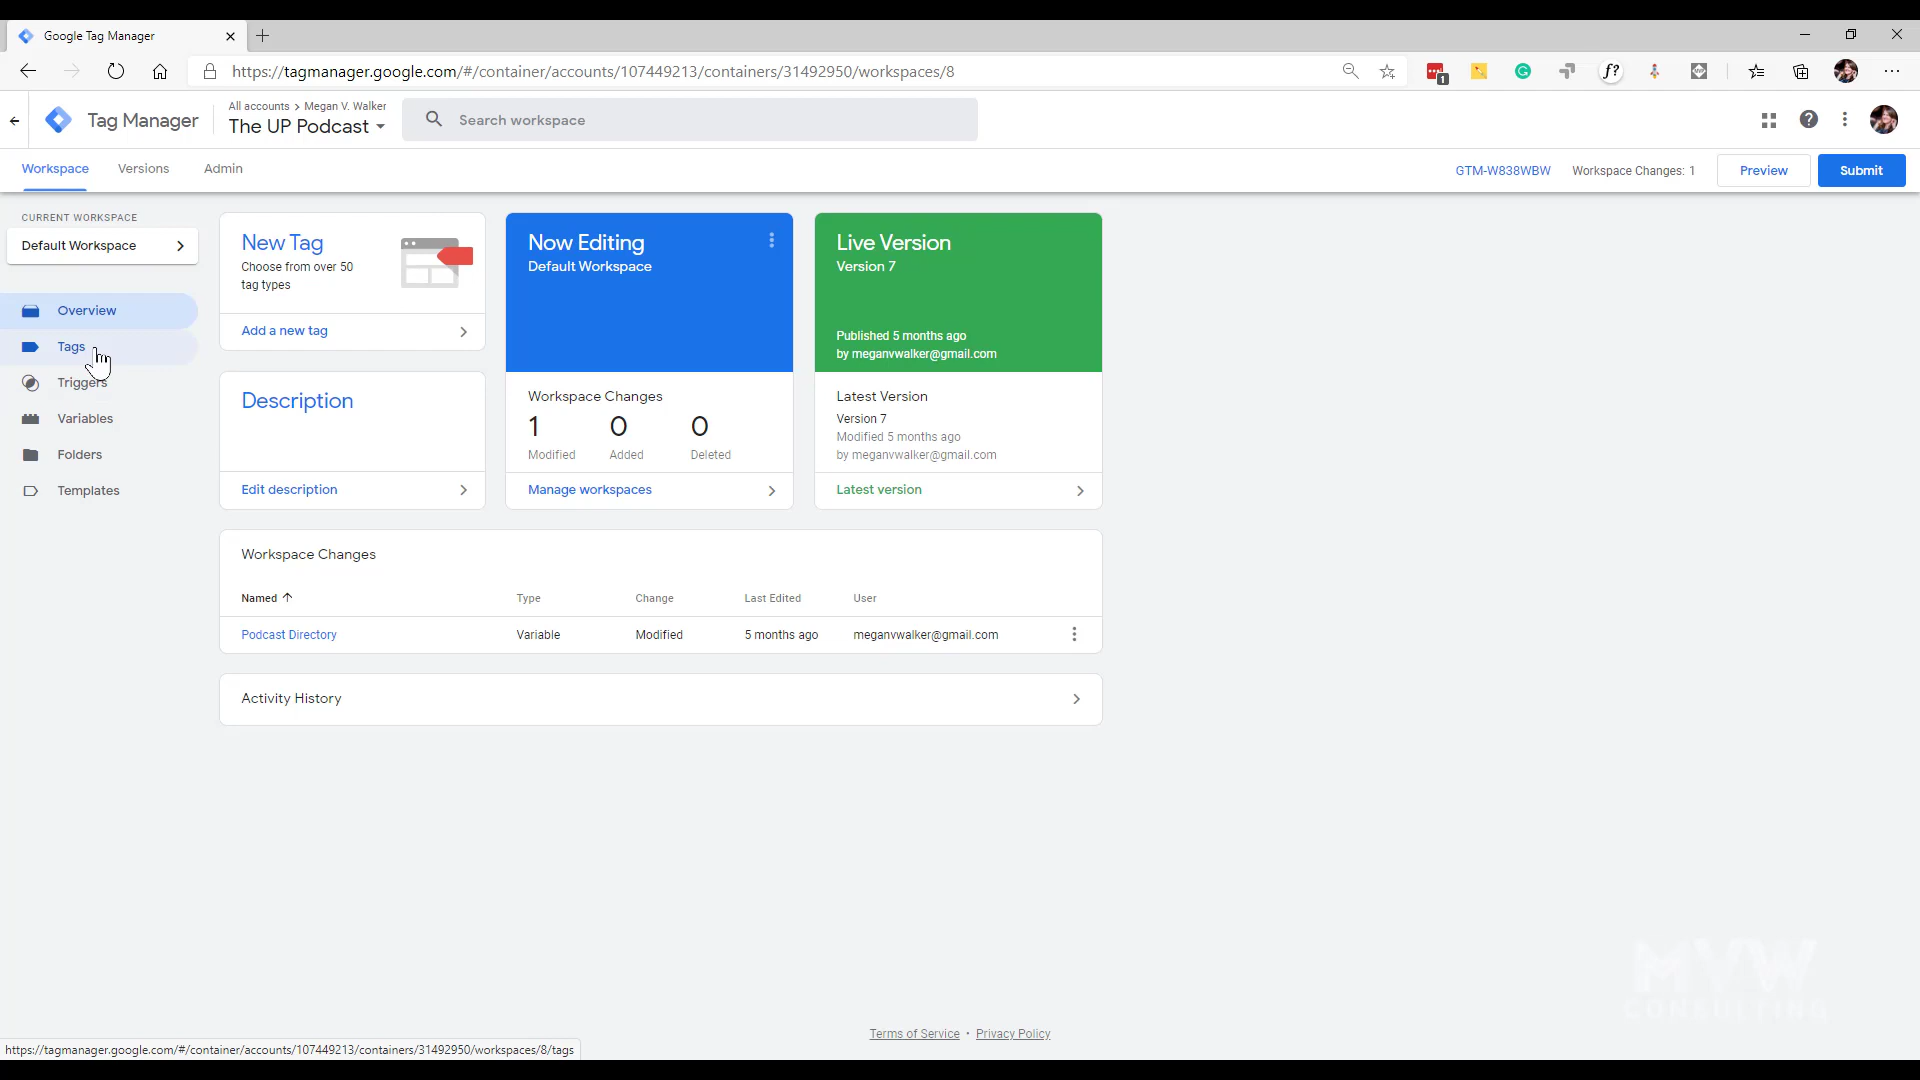 Google Tag Manager
https://tagmanager.google.com/#/container/accounts/107449213/containers/31492950/workspaces/8
1
f?
Tag Manager
All accounts > Megan V. Walker
The UP Podcast
Search workspace
Workspace
Versions
Admin
GTM-W838WBW
Workspace Changes: 1
Preview
Submit
CURRENT WORKSPACE
Default Workspace
Overview
Tags
Triggers
Variables
Folders
Templates
New Tag
Choose from over 50
tag types
Add a new tag
Description
Edit description
Now Editing
Default Workspace
Workspace Changes
1 0 0
Modified Added Deleted
Manage workspaces
Live Version
Version 7
Published 5 months ago
by meganvwalker@gmail.com
Latest Version
Version 7
Modified 5 months ago
by meganvwalker@gmail.com
Latest version
Workspace Changes
Named Type Change Last Edited User
Podcast Directory Variable Modified 5 months ago meganvwalker@gmail.com
Activity History
MVW
CONSULTING
Terms of Service • Privacy Policy
https://tagmanager.google.com/#/container/accounts/107449213/containers/31492950/workspaces/8/tags